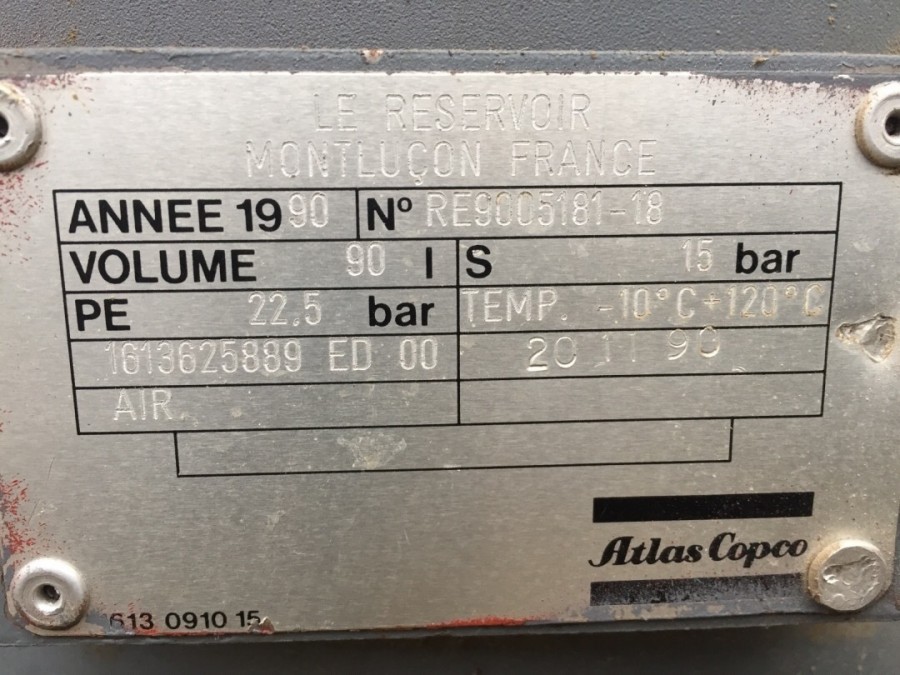 LE RESERVOIR
MONTLUÇON FRANCE
ANNEE 1990 N° RE9005181-18
VOLUME 90 l S 15 bar
PE 22,5 bar TEMP. -10°C+120°C
1613625889 ED 00 20 11 90
AIR.
Atlas Copco
613 0910 15